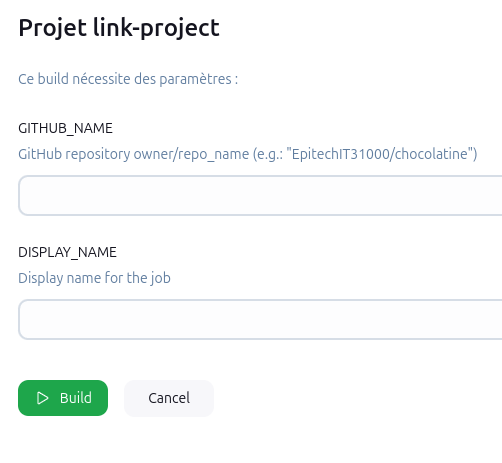 Projet link-project
Ce build nécessite des paramètres :
GITHUB_NAME
GitHub repository owner/repo_name (e.g.: "EpitechIT31000/chocolatine")
DISPLAY_NAME
Display name for the job
Build
Cancel